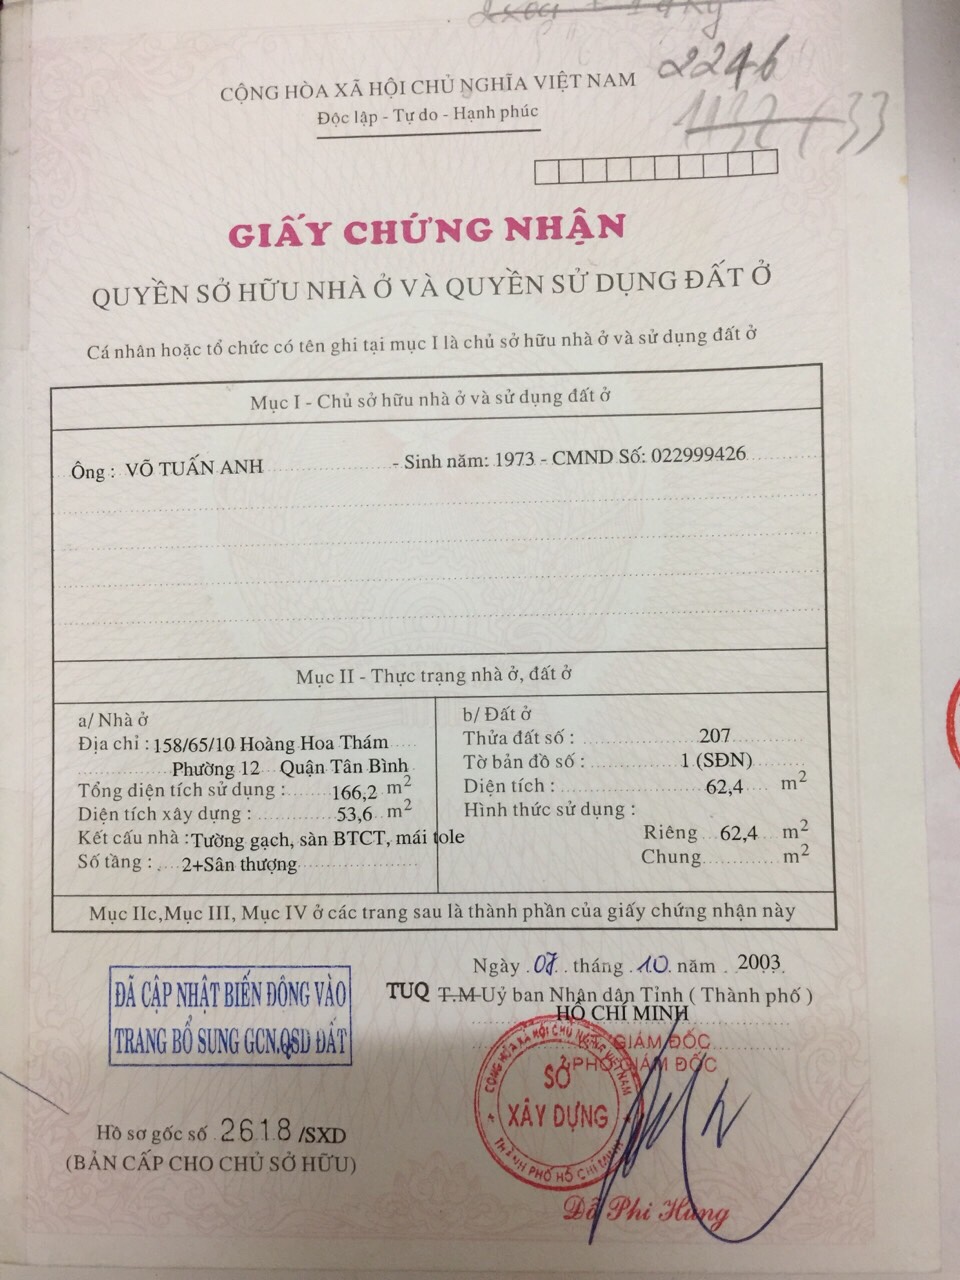 2246
1132 + 33
CỘNG HÒA XÃ HỘI CHỦ NGHĨA VIỆT NAM
Độc lập - Tự do - Hạnh phúc
GIẤY CHỨNG NHẬN
QUYỀN SỞ HỮU NHÀ Ở VÀ QUYỀN SỬ DỤNG ĐẤT Ở
Cá nhân hoặc tổ chức có tên ghi tại mục I là chủ sở hữu nhà ở và sử dụng đất ở
Mục I - Chủ sở hữu nhà ở và sử dụng đất ở
Ông : VÕ TUẤN ANH - Sinh năm: 1973 - CMND Số: 022999426
Mục II - Thực trạng nhà ở, đất ở
a/ Nhà ở
Địa chỉ : 158/65/10 Hoàng Hoa Thám
Phường 12 Quận Tân Bình
Tổng diện tích sử dụng : 166,2 m2
Diện tích xây dựng : 53,6 m2
Kết cấu nhà : Tường gạch, sàn BTCT, mái tole
Số tầng : 2+Sân thượng
b/ Đất ở
Thửa đất số : 207
Tờ bản đồ số : 1 (SĐN)
Diện tích : 62,4 m2
Hình thức sử dụng :
Riêng 62,4 m2
Chung m2
Mục IIc,Mục III, Mục IV ở các trang sau là thành phần của giấy chứng nhận này
ĐÃ CẬP NHẬT BIẾN ĐỘNG VÀO
TRANG BỔ SUNG GCN.QSD ĐẤT
Hồ sơ gốc số 2618 /SXD
(BẢN CẤP CHO CHỦ SỞ HỮU)
Ngày 07 tháng 10 năm 2003
TUQ T.M Uỷ ban Nhân dân Tỉnh ( Thành phố )
HỒ CHÍ MINH
GIÁM ĐỐC
PHÓ GIÁM ĐỐC
CỘNG HÒA XÃ HỘI CHỦ NGHĨA VIỆT NAM
SỞ
XÂY DỰNG
THÀNH PHỐ HỒ CHÍ MINH
Đỗ Phi Hùng